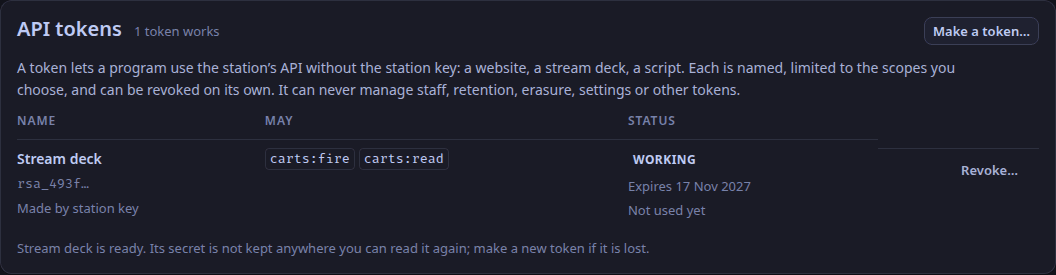 API tokens 1 token works Make a token…
A token lets a program use the station’s API without the station key: a website, a stream deck, a script. Each is named, limited to the scopes you
choose, and can be revoked on its own. It can never manage staff, retention, erasure, settings or other tokens.
NAME MAY STATUS
Stream deck carts:fire carts:read WORKING
rsa_493f… Expires 17 Nov 2027 Revoke…
Made by station key Not used yet
Stream deck is ready. Its secret is not kept anywhere you can read it again; make a new token if it is lost.